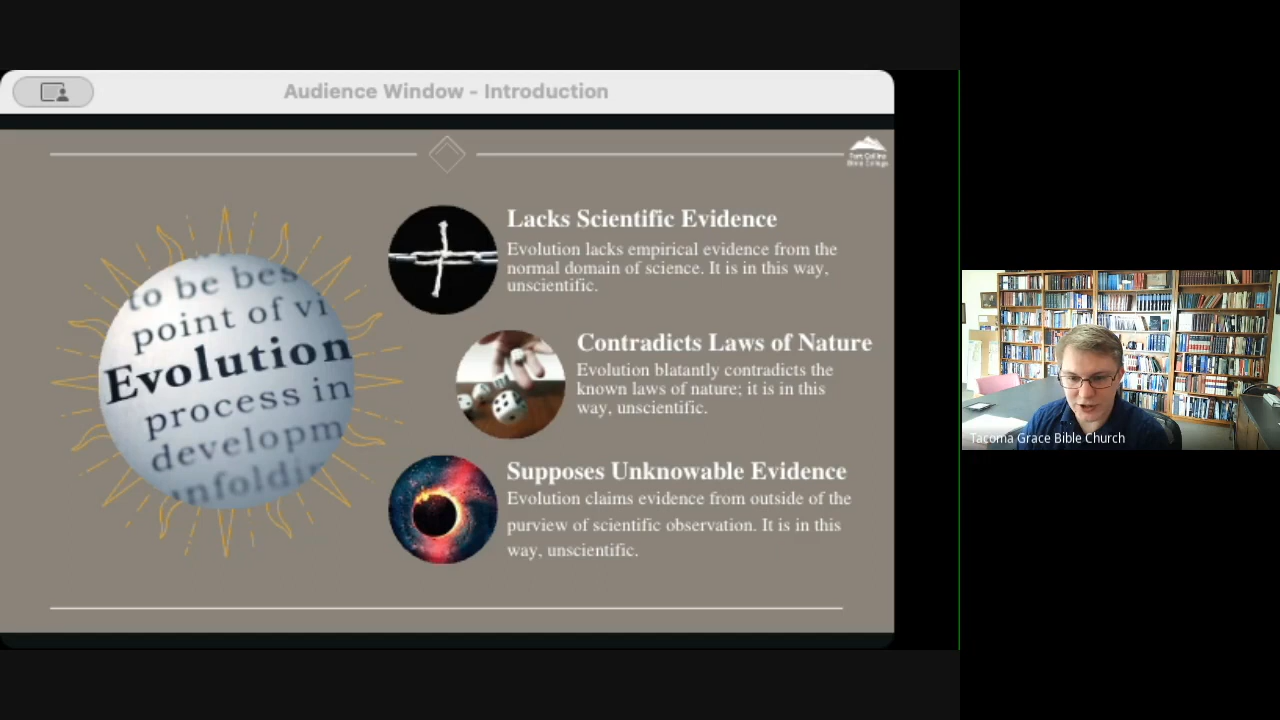 Audience Window - Introduction
to be bes
point of vi
Evolution
process in
developm
unfoldin
Lacks Scientific Evidence
Evolution lacks empirical evidence from the
normal domain of science. It is in this way,
unscientific.
Contradicts Laws of Nature
Evolution blatantly contradicts the
known laws of nature; it is in this
way, unscientific.
Supposes Unknowable Evidence
Evolution claims evidence from outside of the
purview of scientific observation. It is in this
way, unscientific.
Tacoma Grace Bible Church